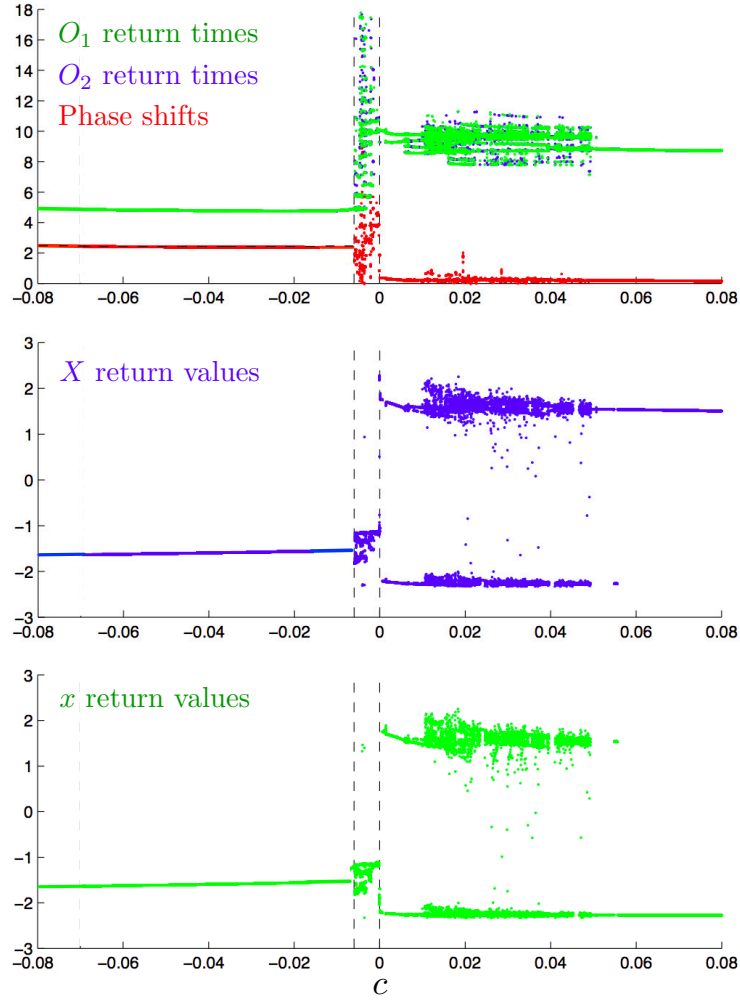 18
16
14
12
10
8
6
4
2
0
O₁ return times
O₂ return times
Phase shifts
-0.08 -0.06 -0.04 -0.02 0 0.02 0.04 0.06 0.08
3
2
1
0
-1
-2
-3
X return values
-0.08 -0.06 -0.04 -0.02 0 0.02 0.04 0.06 0.08
3
2
1
0
-1
-2
-3
x return values
-0.08 -0.06 -0.04 -0.02 0 0.02 0.04 0.06 0.08
c